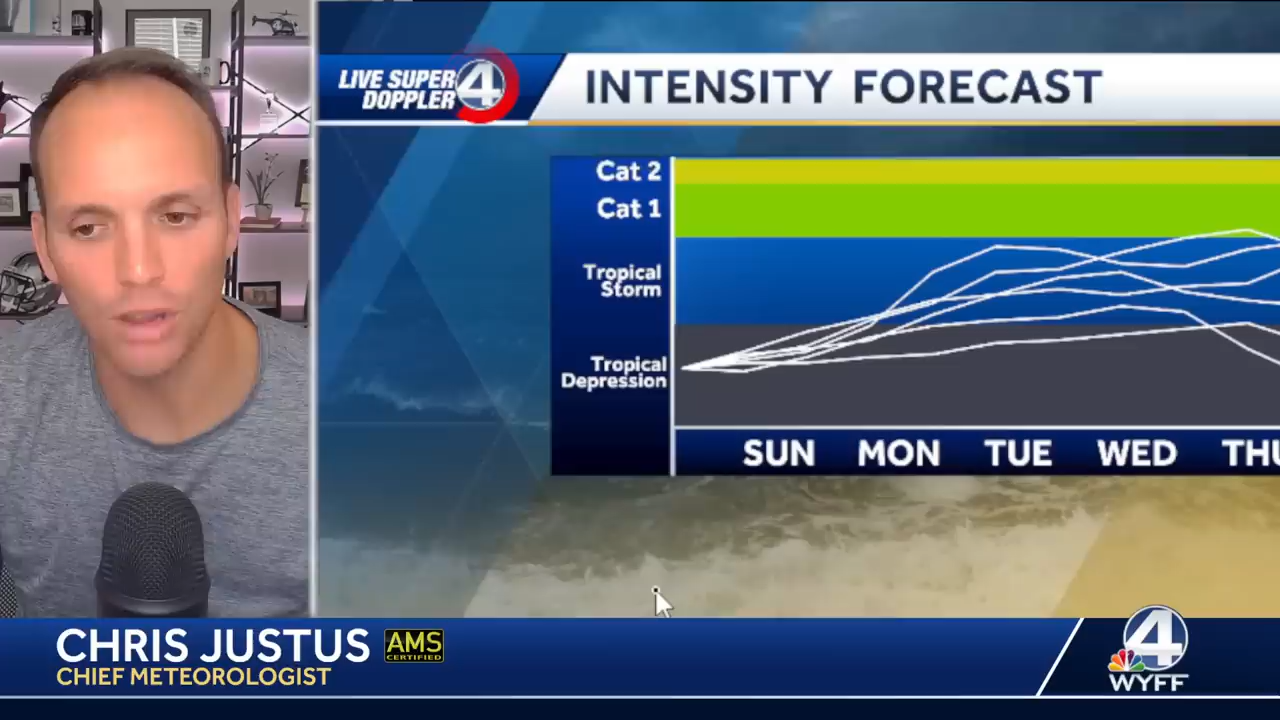 LIVE SUPER
DOPPLER 4
INTENSITY FORECAST
Cat 2
Cat 1
Tropical
Storm
Tropical
Depression
SUN MON TUE WED THU
CHRIS JUSTUS AMS
CERTIFIED
CHIEF METEOROLOGIST
4
WYFF